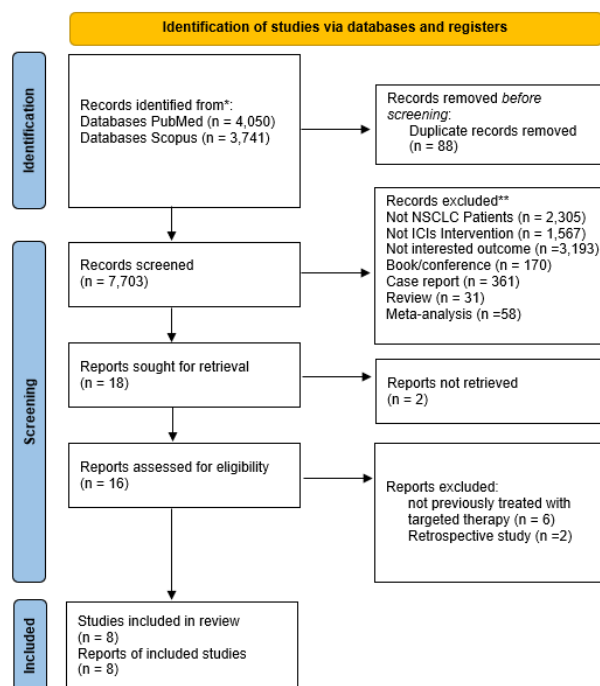 Identification of studies via databases and registers
Identification
Records identified from*:
Databases PubMed (n = 4,050)
Databases Scopus (n = 3,741)
Records removed before
screening:
Duplicate records removed
(n = 88)
Screening
Records screened
(n = 7,703)
Records excluded**
Not NSCLC Patients (n = 2,305)
Not ICIs Intervention (n = 1,567)
Not interested outcome (n =3,193)
Book/conference (n = 170)
Case report (n = 361)
Review (n = 31)
Meta-analysis (n =58)
Reports sought for retrieval
(n = 18)
Reports not retrieved
(n = 2)
Reports assessed for eligibility
(n = 16)
Reports excluded:
not previously treated with
targeted therapy (n = 6)
Retrospective study (n =2)
Included
Studies included in review
(n = 8)
Reports of included studies
(n = 8)